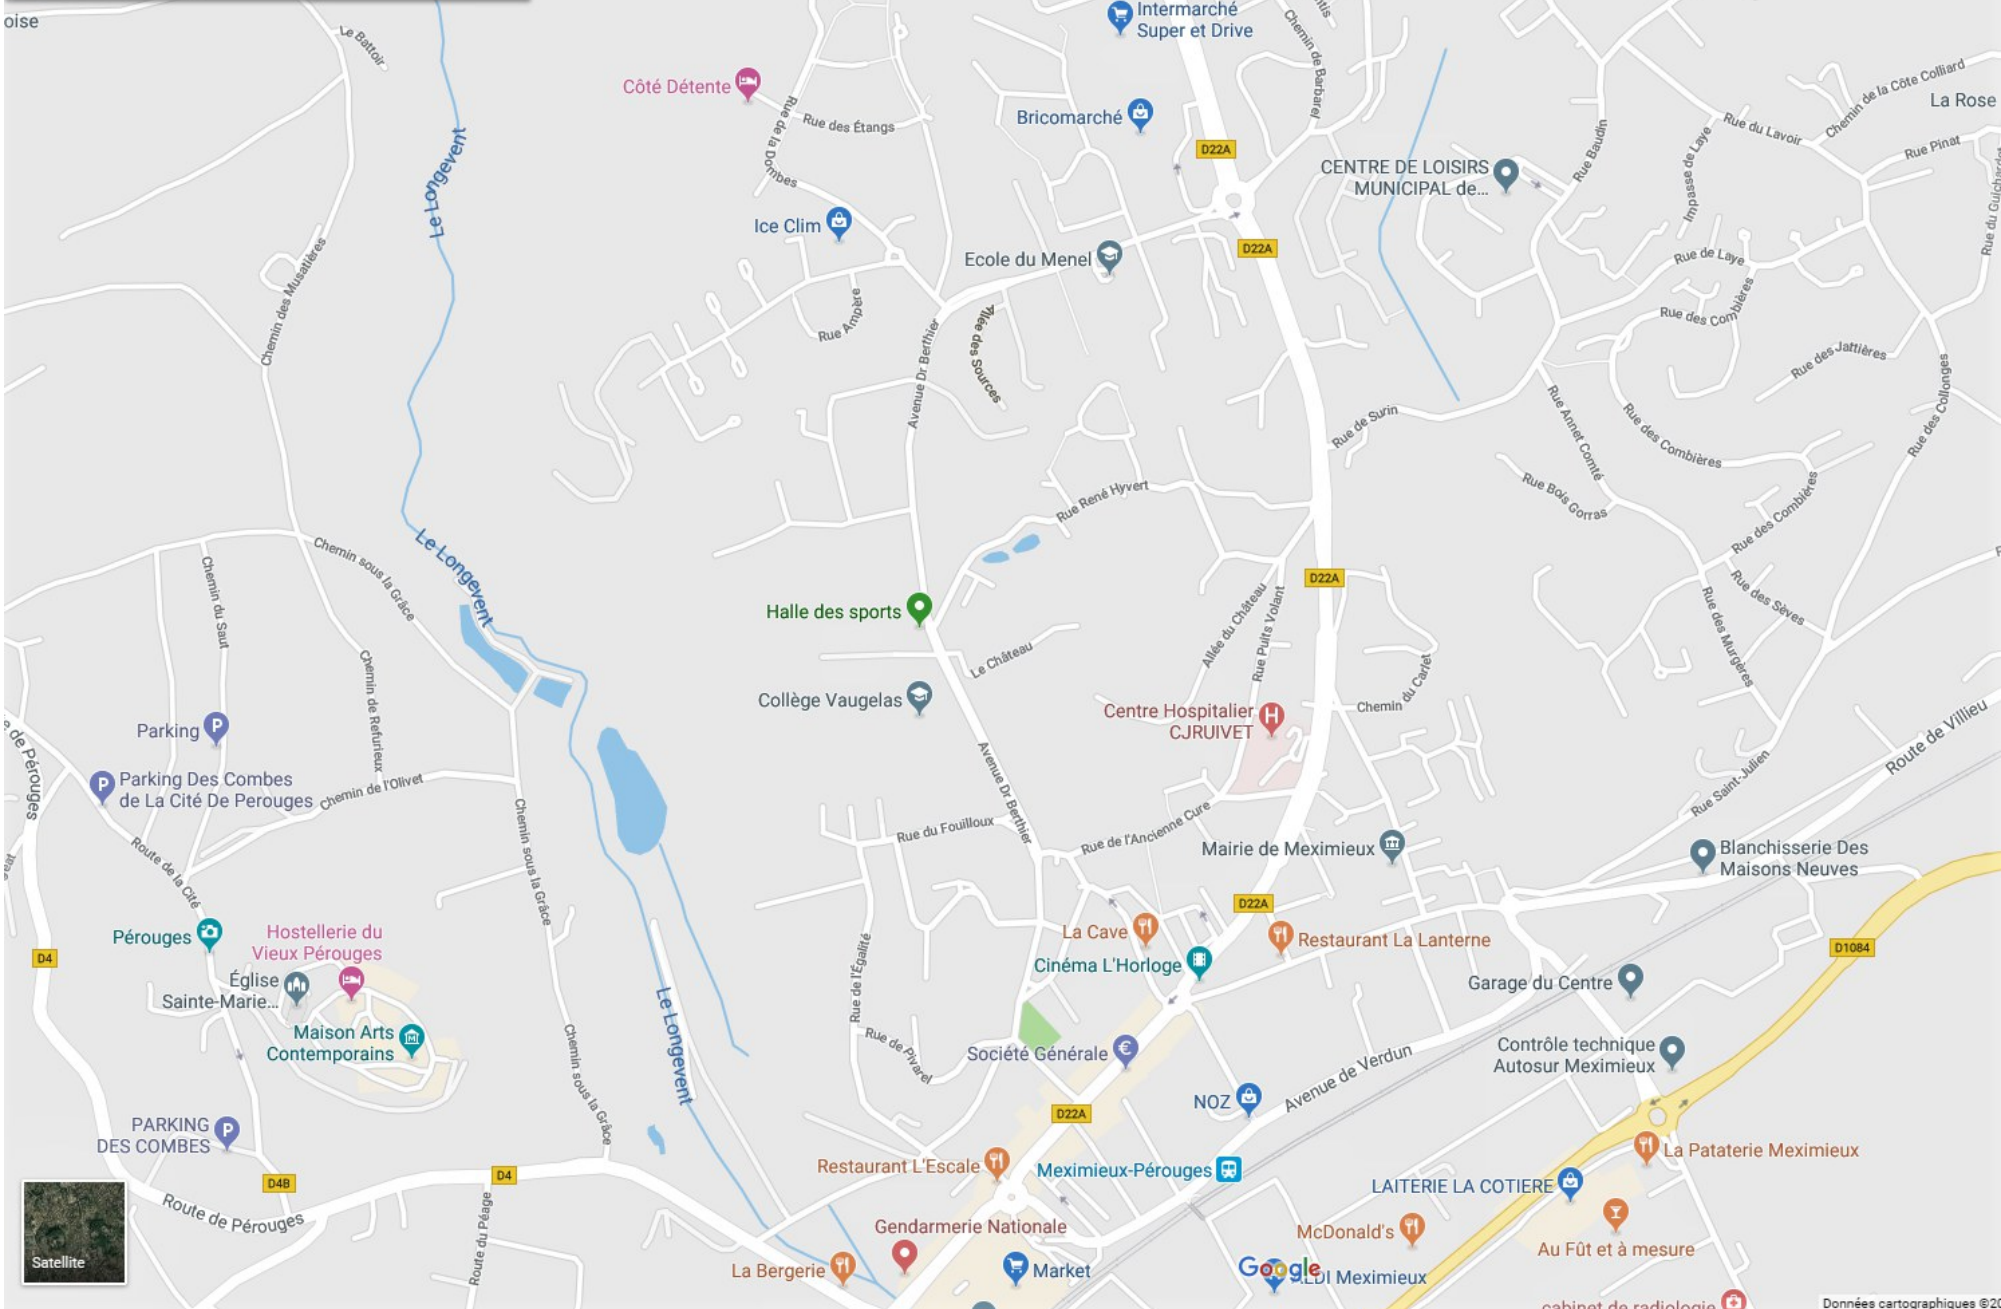 oise
Le Battoir
Intermarché
Super et Drive
Chemin de Barbarel
Côté Détente
Rue de la Dombes
Rue des Étangs
Bricomarché
D22A
CENTRE DE LOISIRS
MUNICIPAL de...
Rue Baudin
Impasse de Laye
Rue du Lavoir
Chemin de la Côte Colliard
La Rose
Rue Pinat
Rue du Guichardet
Le Longevent
Ice Clim
Ecole du Menel
D22A
Rue de Laye
Rue des Combières
Chemin des Musatières
Rue Ampère
Avenue Dr Berthier
Allée des Sources
Rue des Jattières
Rue des Collonges
Rue de Surin
Rue Annet Comté
Rue des Combières
Rue Bois Gorras
Rue des Combières
Rue René Hyvert
Le Longevent
Chemin sous la Grâce
Chemin du Saut
D22A
Halle des sports
Allée du Château
Rue Puits Volant
Rue des Sèves
Rue des Murgères
Le Château
Chemin de Refurieux
Collège Vaugelas
Centre Hospitalier
CJRUIVET
Chemin du Carlet
Route de Villieu
Parking
Parking Des Combes
de La Cité De Perouges
e de Pérouges
Chemin de l'Olivet
Avenue Dr Berthier
Rue Saint-Julien
Chemin sous la Grâce
Rue du Fouilloux
Rue de l'Ancienne Cure
Mairie de Meximieux
Blanchisserie Des
Maisons Neuves
Route de la Cité
D22A
Pérouges
Hostellerie du
Vieux Pérouges
La Cave
Restaurant La Lanterne
D1084
D4
Église
Sainte-Marie...
Rue de l'Égalité
Cinéma L'Horloge
Garage du Centre
Le Longevent
Maison Arts
Contemporains
Chemin sous la Grâce
Rue de Pivarel
Société Générale
Avenue de Verdun
Contrôle technique
Autosur Meximieux
PARKING
DES COMBES
D22A
NOZ
D4B
D4
Restaurant L'Escale
Meximieux-Pérouges
La Pataterie Meximieux
LAITERIE LA COTIERE
Route de Pérouges
Route du Péage
Gendarmerie Nationale
McDonald's
Au Fût et à mesure
Satellite
La Bergerie
Market
Google
ALDI Meximieux
cabinet de radiologie
Données cartographiques ©20